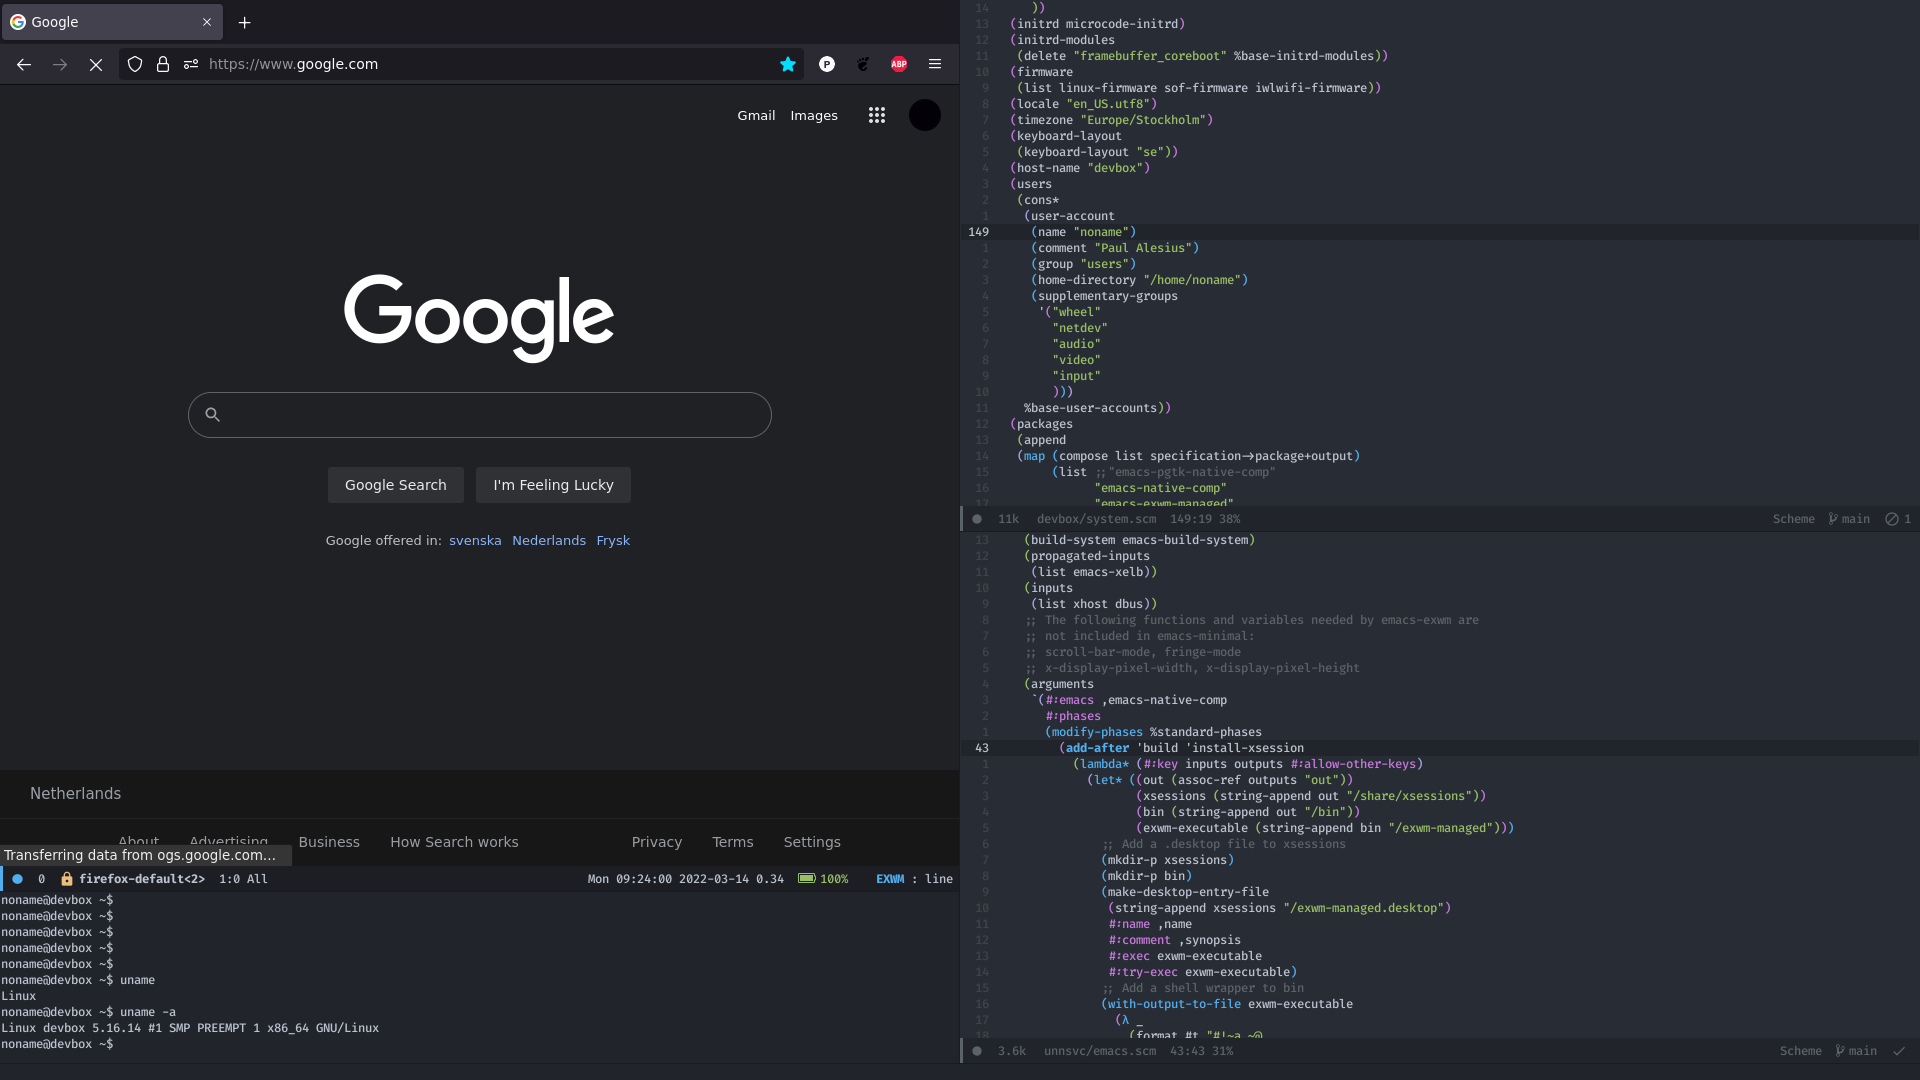 Google
https://www.google.com
ABP
Gmail Images
Google
Google Search I'm Feeling Lucky
Google offered in: svenska Nederlands Frysk
Netherlands
About Advertising Business How Search works Privacy Terms Settings
Transferring data from ogs.google.com...
0 firefox-default<2> 1:0 All Mon 09:24:00 2022-03-14 0.34 100% EXWM : line
noname@devbox ~$
noname@devbox ~$
noname@devbox ~$
noname@devbox ~$
noname@devbox ~$
noname@devbox ~$ uname
Linux
noname@devbox ~$ uname -a
Linux devbox 5.16.14 #1 SMP PREEMPT 1 x86_64 GNU/Linux
noname@devbox ~$
14 ))
13 (initrd microcode-initrd)
12 (initrd-modules
11 (delete "framebuffer_coreboot" %base-initrd-modules))
10 (firmware
9 (list linux-firmware sof-firmware iwlwifi-firmware))
8 (locale "en_US.utf8")
7 (timezone "Europe/Stockholm")
6 (keyboard-layout
5 (keyboard-layout "se"))
4 (host-name "devbox")
3 (users
2 (cons*
1 (user-account
149 (name "noname")
1 (comment "Paul Alesius")
2 (group "users")
3 (home-directory "/home/noname")
4 (supplementary-groups
5 '("wheel"
6 "netdev"
7 "audio"
8 "video"
9 "input"
10 )))
11 %base-user-accounts))
12 (packages
13 (append
14 (map (compose list specification->package+output)
15 (list ;;"emacs-pgtk-native-comp"
16 "emacs-native-comp"
17 "emacs-exwm-managed"
11k devbox/system.scm 149:19 38% Scheme main 1
13 (build-system emacs-build-system)
12 (propagated-inputs
11 (list emacs-xelb))
10 (inputs
9 (list xhost dbus))
8 ;; The following functions and variables needed by emacs-exwm are
7 ;; not included in emacs-minimal:
6 ;; scroll-bar-mode, fringe-mode
5 ;; x-display-pixel-width, x-display-pixel-height
4 (arguments
3 `(#:emacs ,emacs-native-comp
2 #:phases
1 (modify-phases %standard-phases
43 (add-after 'build 'install-xsession
1 (lambda* (#:key inputs outputs #:allow-other-keys)
2 (let* ((out (assoc-ref outputs "out"))
3 (xsessions (string-append out "/share/xsessions"))
4 (bin (string-append out "/bin"))
5 (exwm-executable (string-append bin "/exwm-managed")))
6 ;; Add a .desktop file to xsessions
7 (mkdir-p xsessions)
8 (mkdir-p bin)
9 (make-desktop-entry-file
10 (string-append xsessions "/exwm-managed.desktop")
11 #:name ,name
12 #:comment ,synopsis
13 #:exec exwm-executable
14 #:try-exec exwm-executable)
15 ;; Add a shell wrapper to bin
16 (with-output-to-file exwm-executable
17 (λ _
18 (format #t "#!~a ~@
3.6k unnsvc/emacs.scm 43:43 31% Scheme main